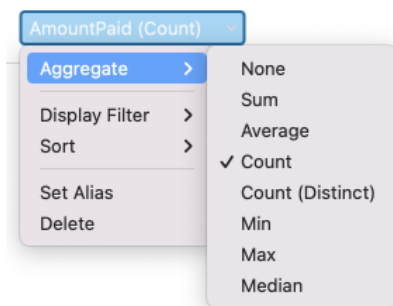 AmountPaid (Count)
Aggregate
Display Filter
Sort
Set Alias
Delete
None
Sum
Average
Count
Count (Distinct)
Min
Max
Median